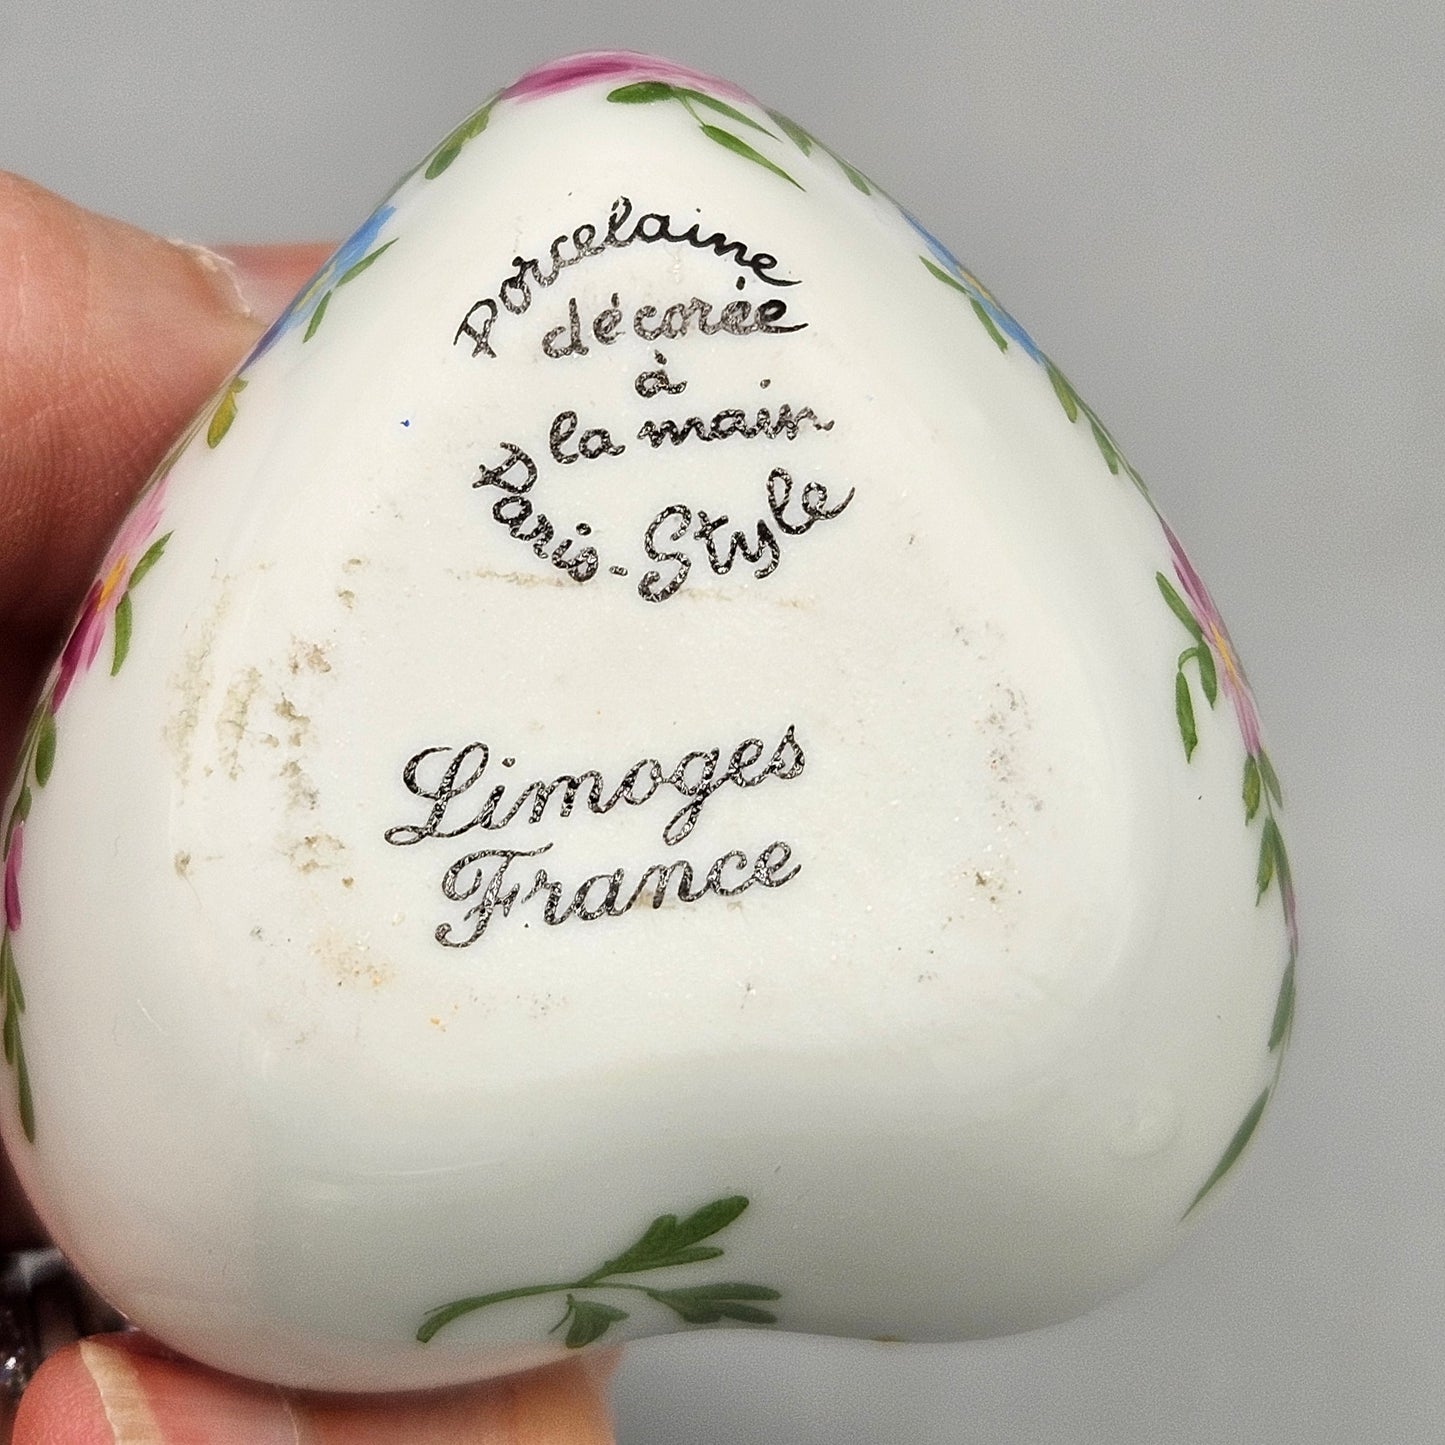 Porcelaine
décorée
à
la main
Paris-Style
Limoges
France